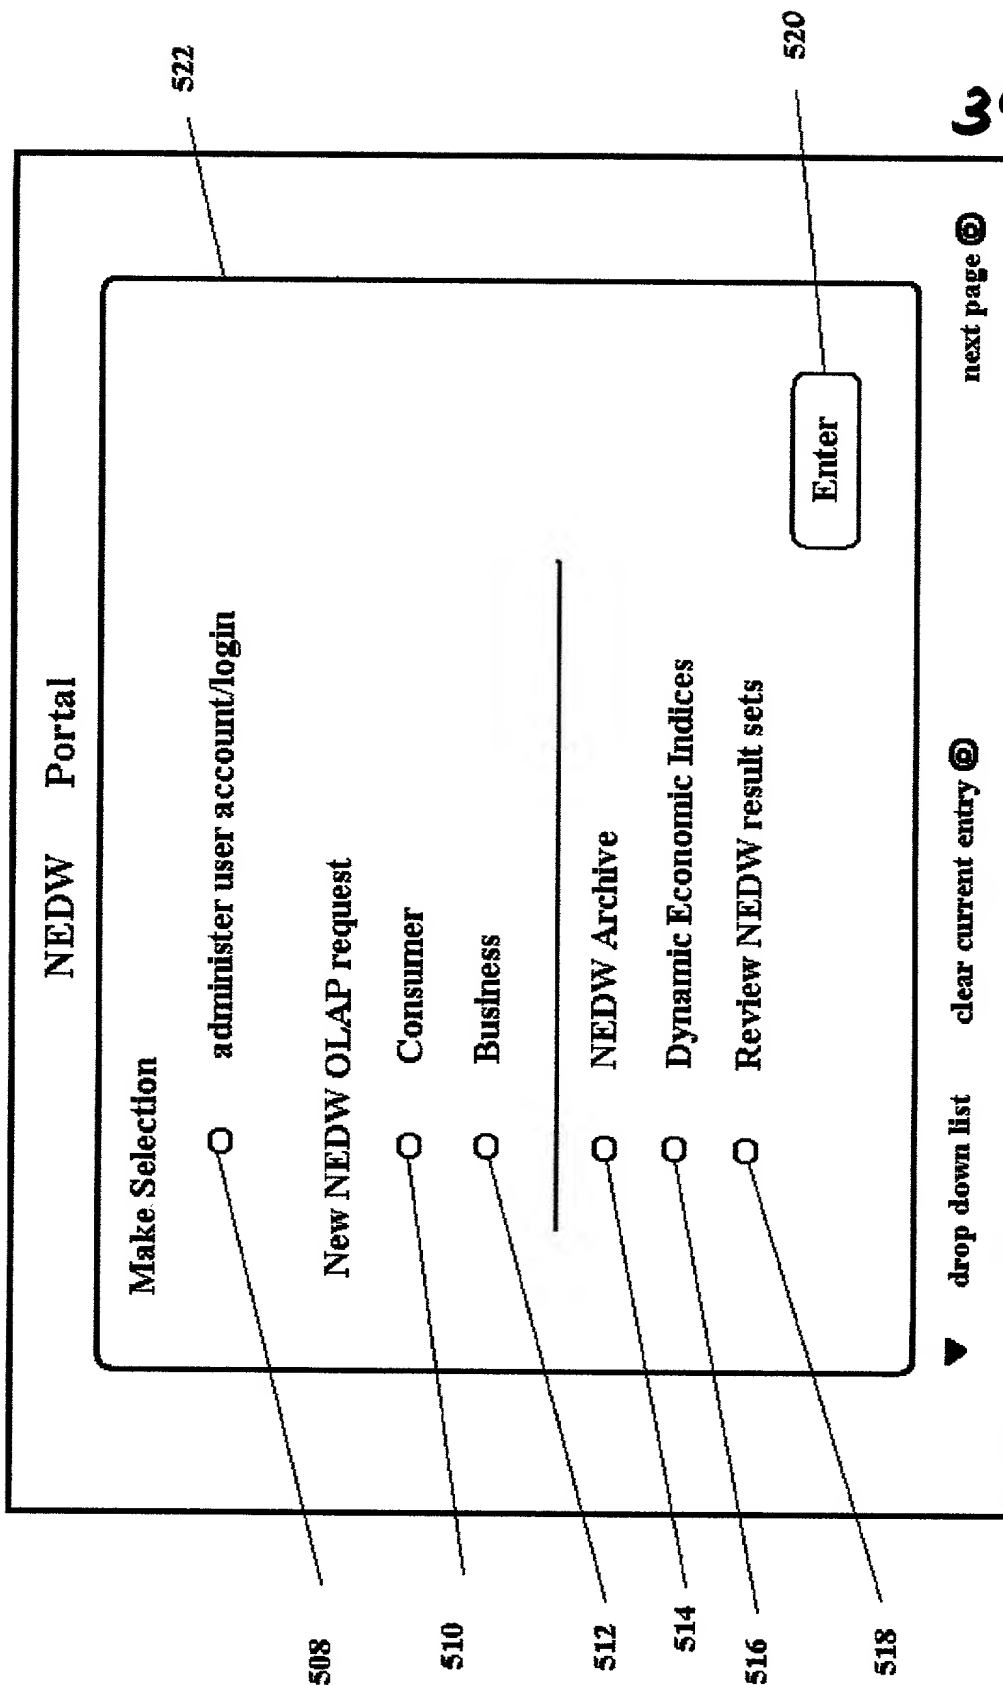 NEDW Portal
522
Make Selection
508
administer user account/login
New NEDW OLAP request
510
Consumer
512
Business
514
NEDW Archive
516
Dynamic Economic Indices
518
Review NEDW result sets
Enter
520
drop down list clear current entry next page